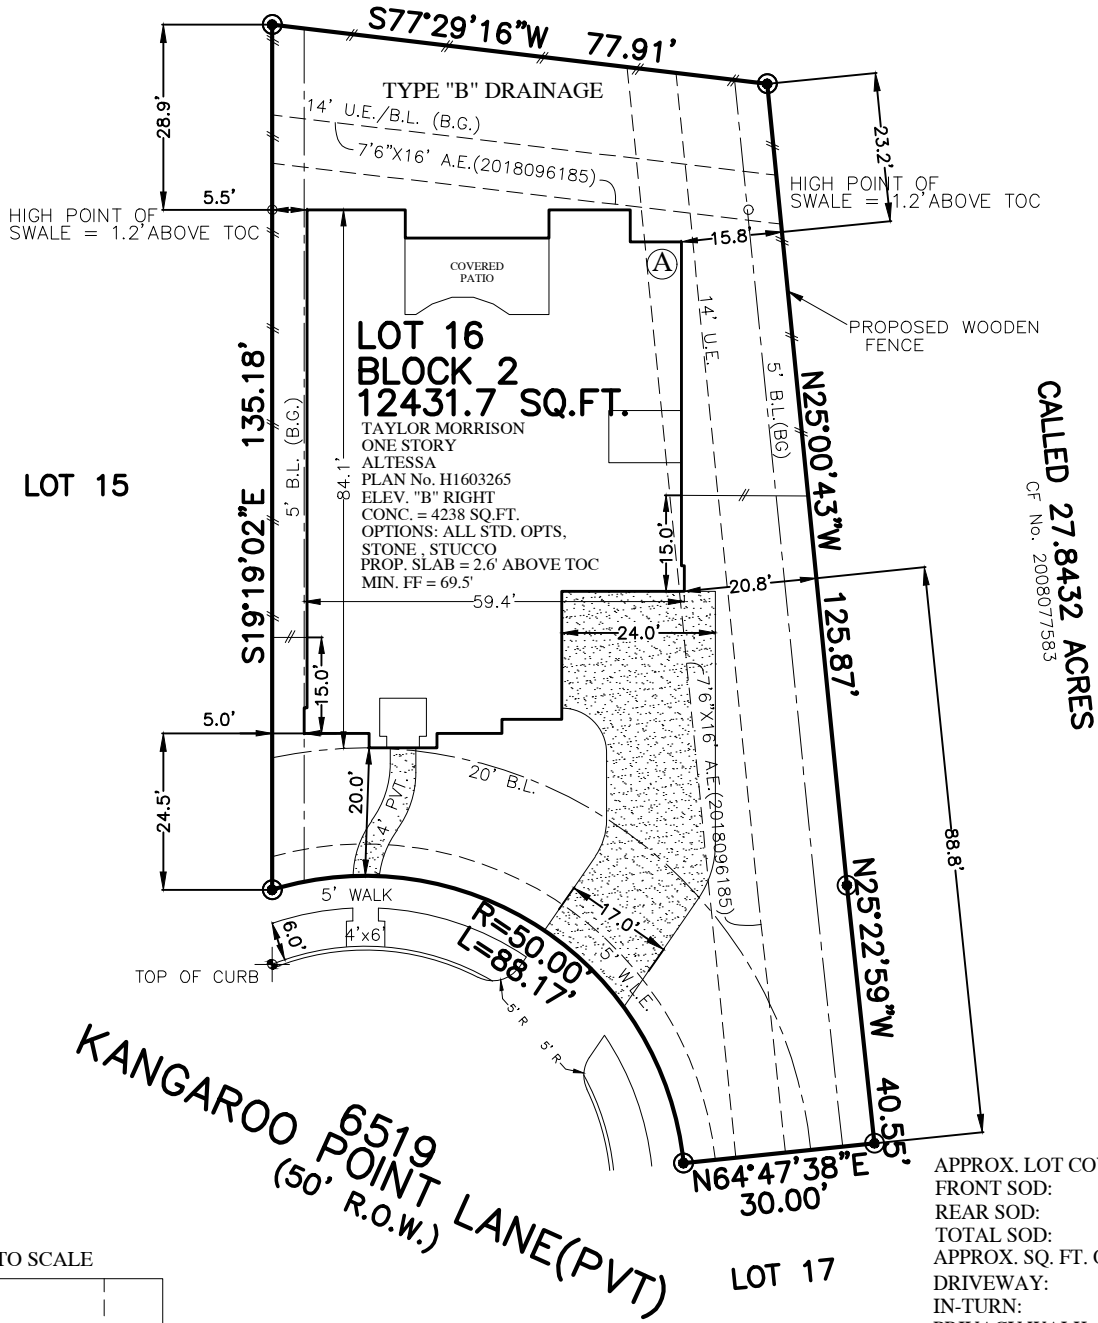 S77°29'16"W 77.91'
TYPE "B" DRAINAGE
14' U.E./B.L. (B.G.)
7'6"X16' A.E.(2018096185)
28.9'
23.2'
5.5'
HIGH POINT OF
SWALE = 1.2' ABOVE TOC
HIGH POINT OF
SWALE = 1.2' ABOVE TOC
15.8'
COVERED
PATIO
A
14' U.E.
PROPOSED WOODEN
FENCE
LOT 16
BLOCK 2
12431.7 SQ.FT.
TAYLOR MORRISON
ONE STORY
ALTESSA
PLAN No. H1603265
ELEV. "B" RIGHT
CONC. = 4238 SQ.FT.
OPTIONS: ALL STD. OPTS,
STONE , STUCCO
PROP. SLAB = 2.6' ABOVE TOC
MIN. FF = 69.5'
84.1'
5' B.L. (B.G.)
S19°19'02"E 135.18'
LOT 15
5' B.L.(BG)
N25°00'43"W 125.87'
CALLED 27.8432 ACRES
CF No. 2008077583
15.0'
20.8'
59.4'
24.0'
15.0'
5.0'
24.5'
20.0'
4' PVT.
20' B.L.
7'6"X16' A.E.(2018096185)
88.8'
5' WALK
6.0'
4'x6'
17.0'
R=50.00'
L=88.17'
5' W.L.E.
TOP OF CURB
5' R
5' R
N25°22'59"W 40.55'
6519
KANGAROO POINT LANE(PVT)
(50' R.O.W.)
N64°47'38"E
30.00'
LOT 17
TO SCALE
APPROX. LOT CO
FRONT SOD:
REAR SOD:
TOTAL SOD:
APPROX. SQ. FT.
DRIVEWAY:
IN-TURN: